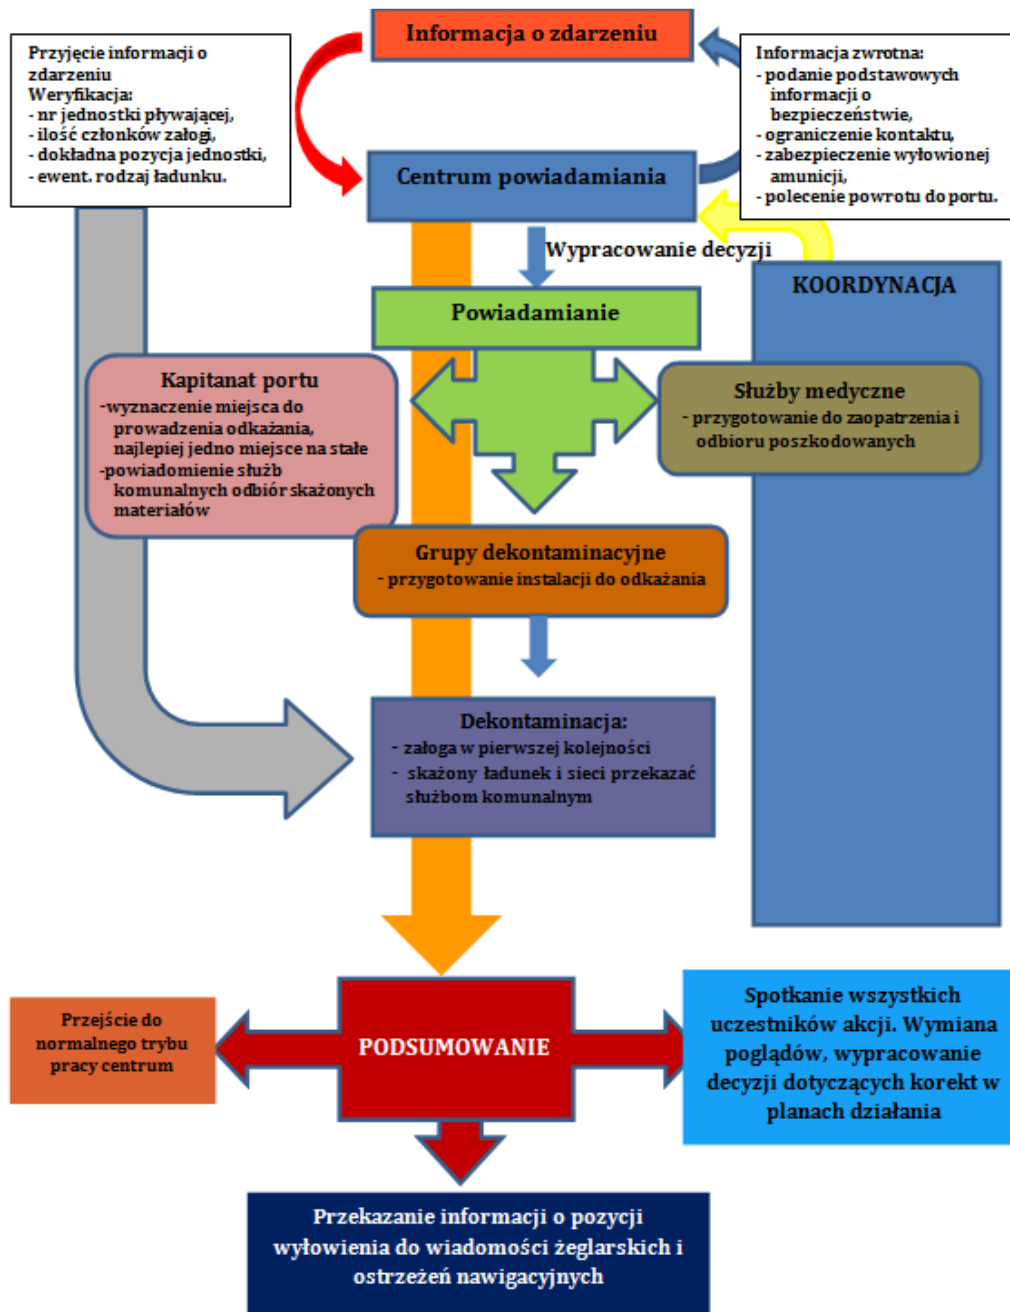 Informacja o zdarzeniu
Przyjęcie informacji o
zdarzeniu
Weryfikacja:
- nr jednostki pływającej,
- ilość członków załogi,
- dokładna pozycja jednostki,
- ewent. rodzaj ładunku.
Informacja zwrotna:
- podanie podstawowych
informacji o
bezpieczeństwie,
- ograniczenie kontaktu,
- zabezpieczenie wyłowionej
amunicji,
- polecenie powrotu do portu.
Centrum powiadamiania
Wypracowanie decyzji
KOORDYNACJA
Powiadamianie
Kapitanat portu
-wyznaczenie miejsca do
prowadzenia odkażania,
najlepiej jedno miejsce na stałe
-powiadomienie służb
komunalnych odbiór skażonych
materiałów
Służby medyczne
- przygotowanie do zaopatrzenia i
odbioru poszkodowanych
Grupy dekontaminacyjne
- przygotowanie instalacji do odkażania
Dekontaminacja:
- załoga w pierwszej kolejności
- skażony ładunek i sieci przekazać
służbom komunalnym
Przejście do
normalnego trybu
pracy centrum
PODSUMOWANIE
Spotkanie wszystkich
uczestników akcji. Wymiana
poglądów, wypracowanie
decyzji dotyczących korekt w
planach działania
Przekazanie informacji o pozycji
wyłowienia do wiadomości żeglarskich i
ostrzeżeń nawigacyjnych